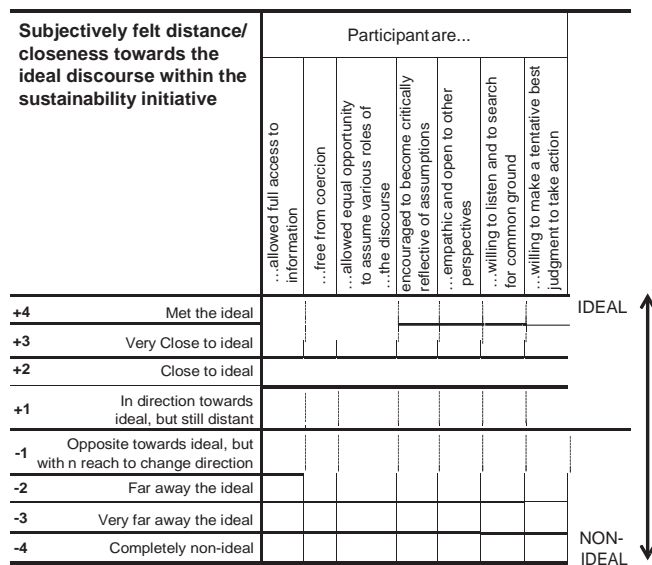 Subjectively felt distance/
closeness towards the
ideal discourse within the
sustainability initiative
Participant are...
...allowed full access to
information
...free from coercion
...allowed equal opportunity
to assume various roles of
...the discourse
encouraged to become critically
reflective of assumptions
...empathic and open to other
perspectives
...willing to listen and to search
for common ground
...willing to make a tentative best
judgment to take action
+4 Met the ideal
IDEAL
+3 Very Close to ideal
+2 Close to ideal
+1 In direction towards
ideal, but still distant
-1 Opposite towards ideal, but
with n reach to change direction
-2 Far away the ideal
-3 Very far away the ideal
-4 Completely non-ideal
NON-
IDEAL